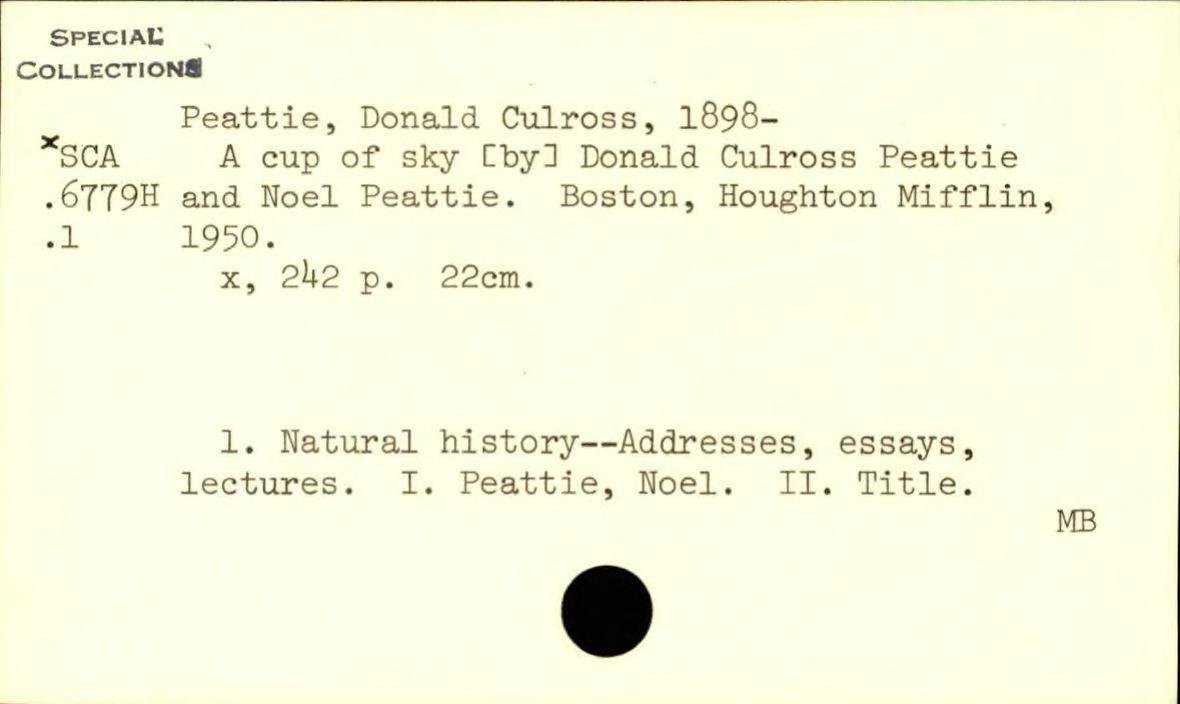 SPECIAL
COLLECTIONS
Peattie, Donald Culross, 1898-
xSCA A cup of sky [by] Donald Culross Peattie
.6779H and Noel Peattie. Boston, Houghton Mifflin,
.1 1950.
x, 242 p. 22cm.
1. Natural history--Addresses, essays,
lectures. I. Peattie, Noel. II. Title.
MB